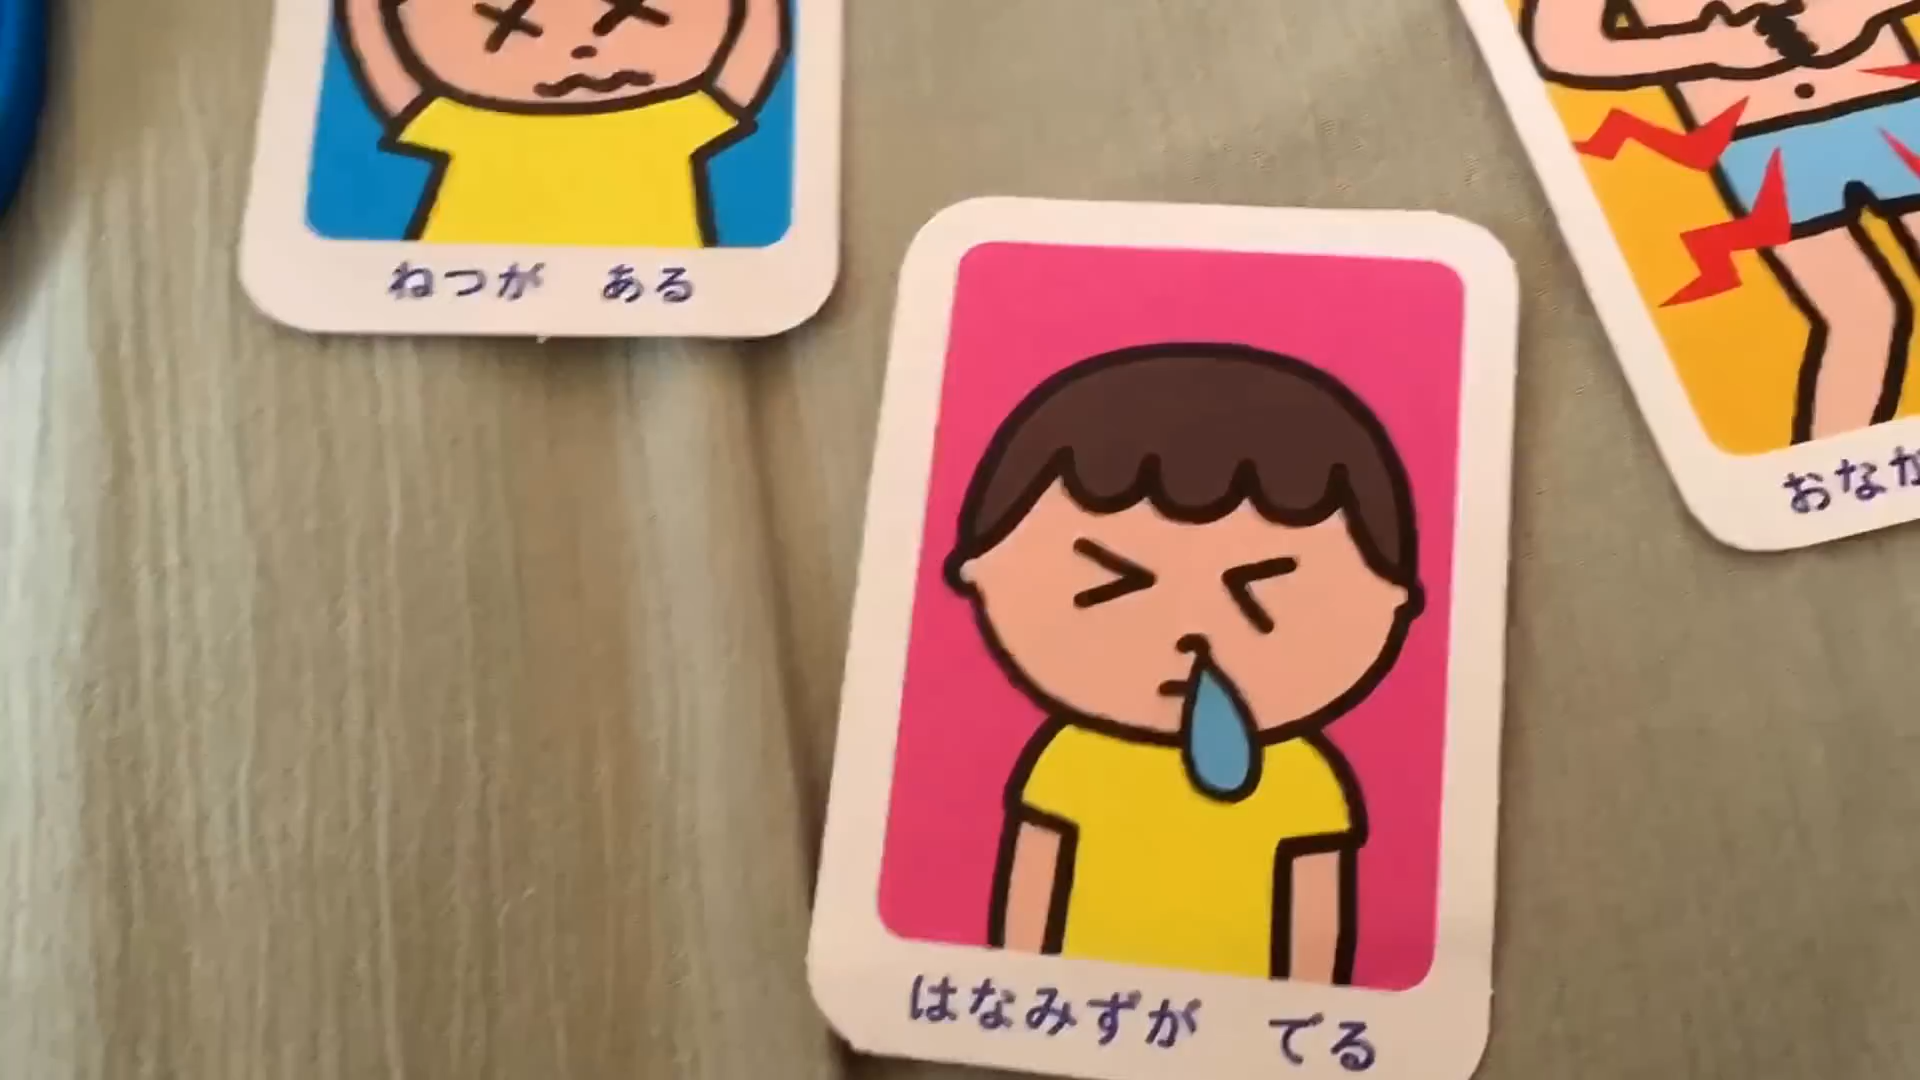 ねつが ある
おなか
はなみずが でる